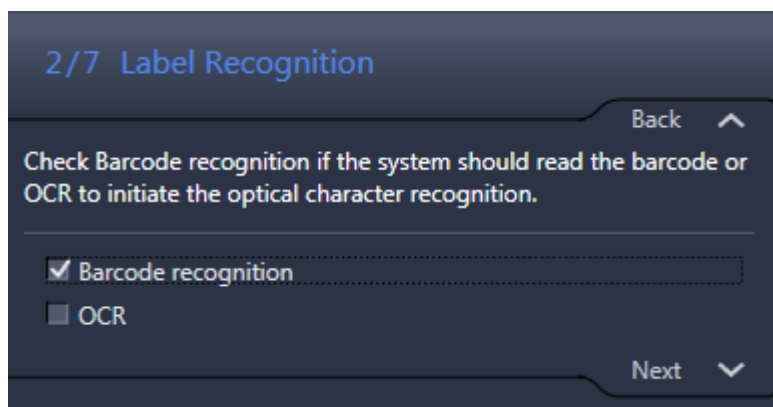 2/7 Label Recognition
Back
Check Barcode recognition if the system should read the barcode or
OCR to initiate the optical character recognition.
Barcode recognition
OCR
Next